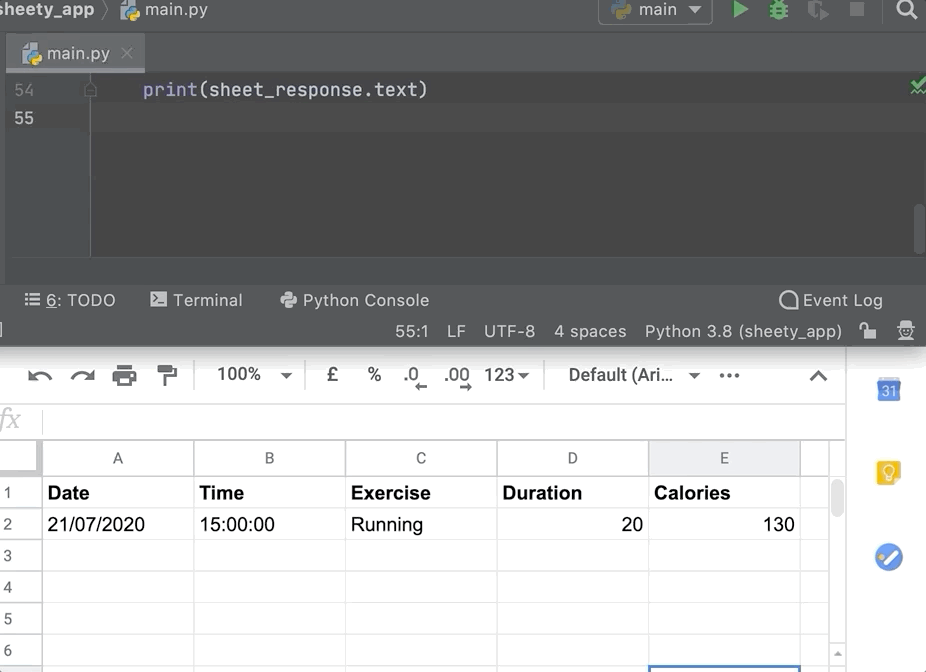 sheety_app main.py main
main.py
54 print(sheet_response.text)
55
6: TODO Terminal Python Console Event Log
55:1 LF UTF-8 4 spaces Python 3.8 (sheety_app)
100% £ % .0 .00 123 Default (Ari... 31
fx
A B C D E
1 Date Time Exercise Duration Calories
2 21/07/2020 15:00:00 Running 20 130
3
4
5
6